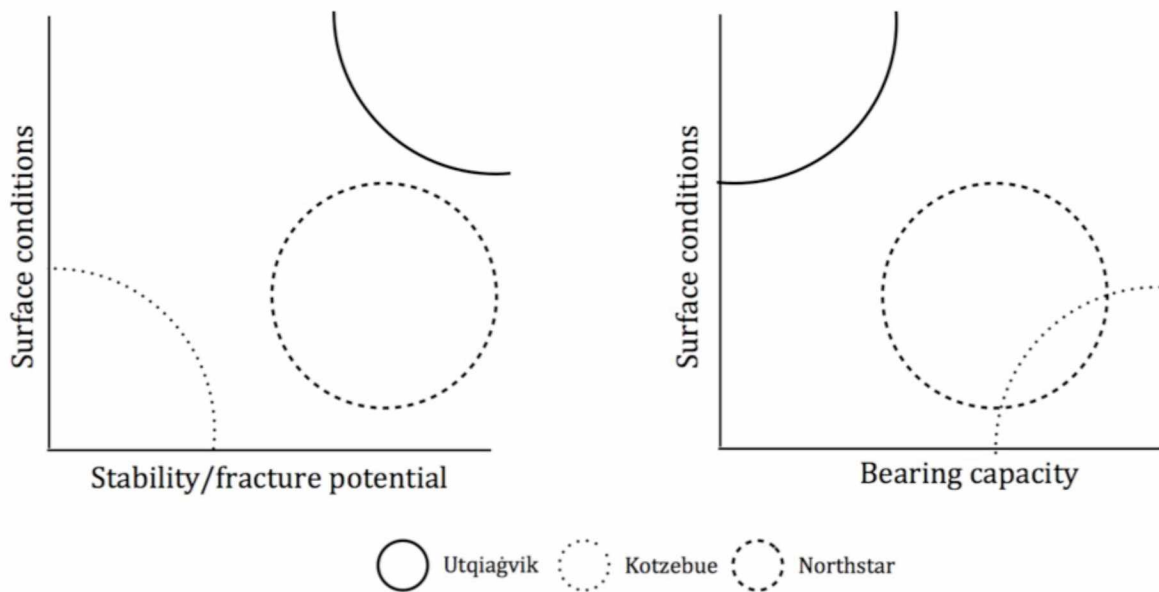 Surface conditions
Stability/fracture potential
Surface conditions
Bearing capacity
Utqiaġvik
Kotzebue
Northstar